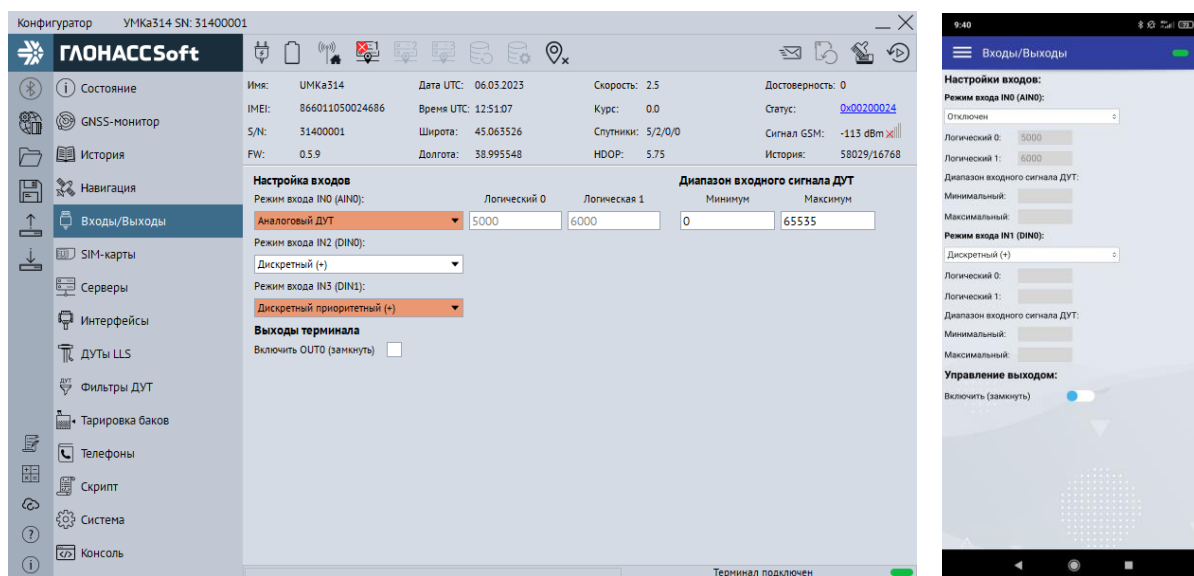 Конфигуратор УМКа314 SN: 31400001
ГЛОНАССSoft
Состояние
GNSS-монитор
История
Навигация
Входы/Выходы
SIM-карты
Серверы
Интерфейсы
ДУТы LLS
Фильтры ДУТ
Тарировка баков
Телефоны
Скрипт
Система
Консоль
Имя: UMKa314 Дата UTC: 06.03.2023 Скорость: 2.5 Достоверность: 0
IMEI: 866011050024686 Время UTC: 12:51:07 Курс: 0.0 Статус: 0x00200024
S/N: 31400001 Широта: 45.063526 Спутники: 5/2/0/0 Сигнал GSM: -113 dBm
FW: 0.5.9 Долгота: 38.995548 HDOP: 5.75 История: 58029/16768
Настройка входов Диапазон входного сигнала ДУТ
Режим входа IN0 (AIN0): Логический 0 Логическая 1 Минимум Максимум
Аналоговый ДУТ 5000 6000 0 65535
Режим входа IN2 (DIN0):
Дискретный (+)
Режим входа IN3 (DIN1):
Дискретный приоритетный (+)
Выходы терминала
Включить OUT0 (замкнуть)
Терминал подключен
9:40
Входы/Выходы
Настройки входов:
Режим входа IN0 (AIN0):
Отключен
Логический 0: 5000
Логический 1: 6000
Диапазон входного сигнала ДУТ:
Минимальный:
Максимальный:
Режим входа IN1 (DIN0):
Дискретный (+)
Логический 0:
Логический 1:
Диапазон входного сигнала ДУТ:
Минимальный:
Максимальный:
Управление выходом:
Включить (замкнуть)